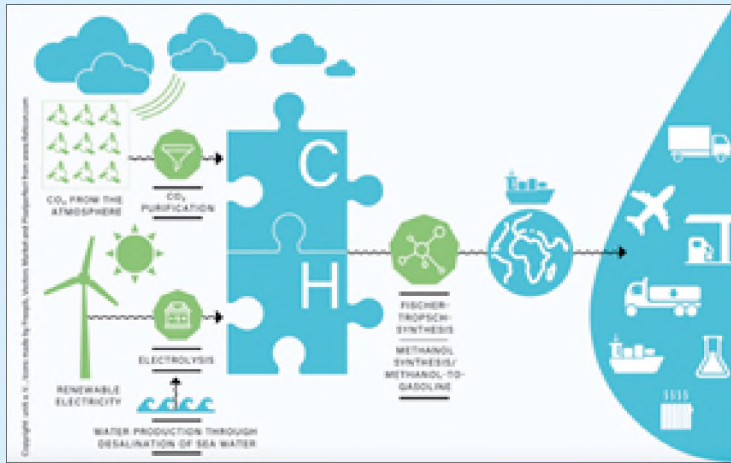 CO₂ FROM THE
ATMOSPHERE
CO₂
PURIFICATION
C
H
RENEWABLE
ELECTRICITY
ELECTROLYSIS
WATER PRODUCTION THROUGH
DESALINATION OF SEA WATER
FISCHER-
TROPSCH-
SYNTHESIS
METHANOL
SYNTHESIS/
METHANOL-TO-
GASOLINE